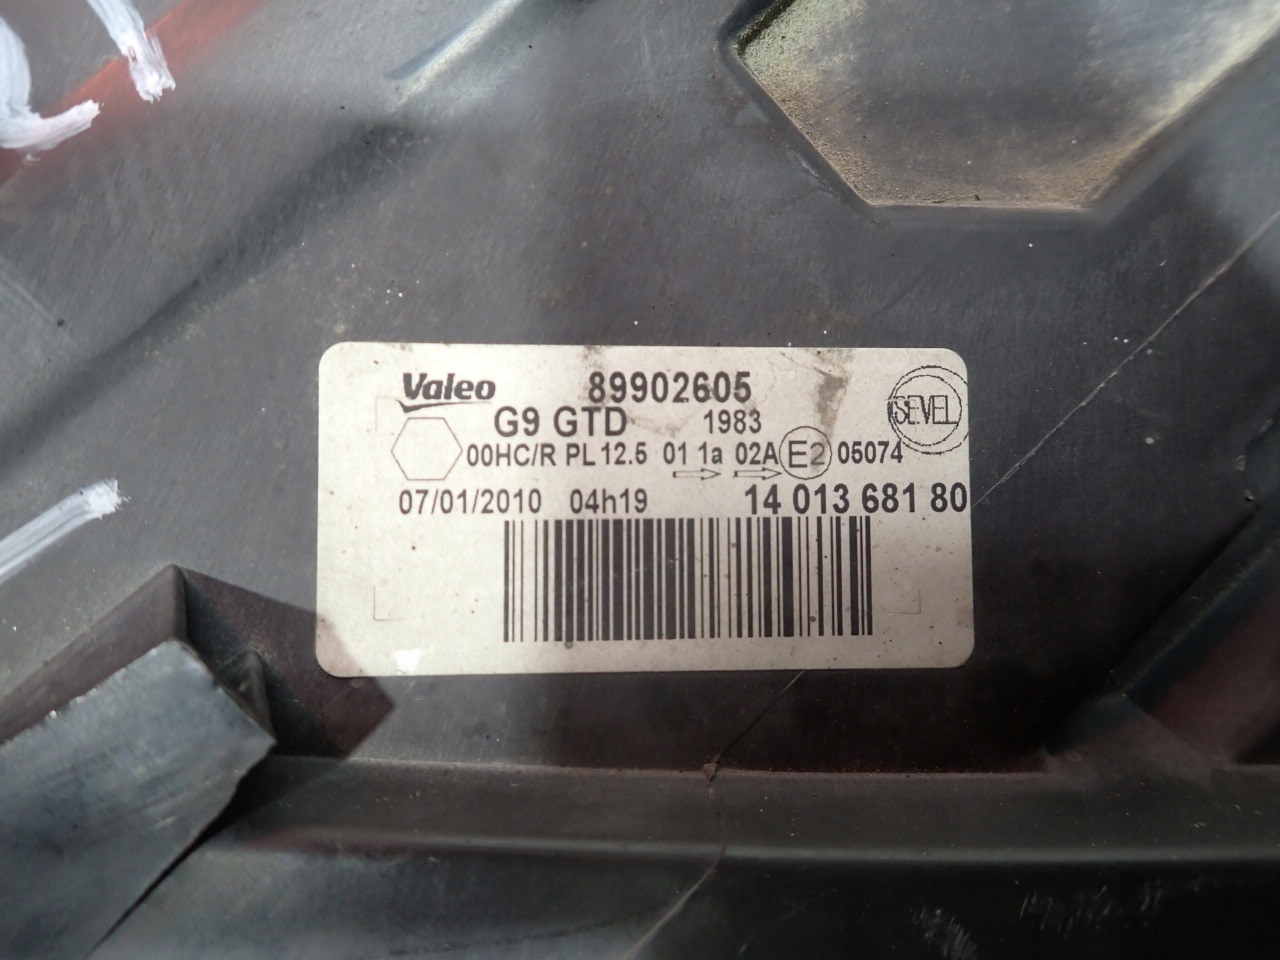 Valeo 89902605
G9 GTD 1983 SEVEL
00HC/R PL 12.5 01 1a 02A E2 05074
07/01/2010 04h19 14 013 681 80